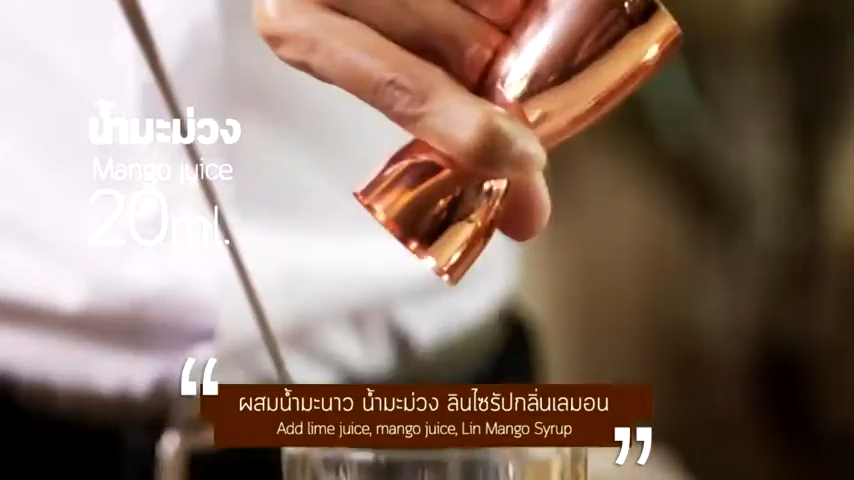 น้ำมะม่วง
Mango juice
20ml.
“
ผสมน้ำมะนาว น้ำมะม่วง ลินไซรัปกลิ่นเลมอน
Add lime juice, mango juice, Lin Mango Syrup
”